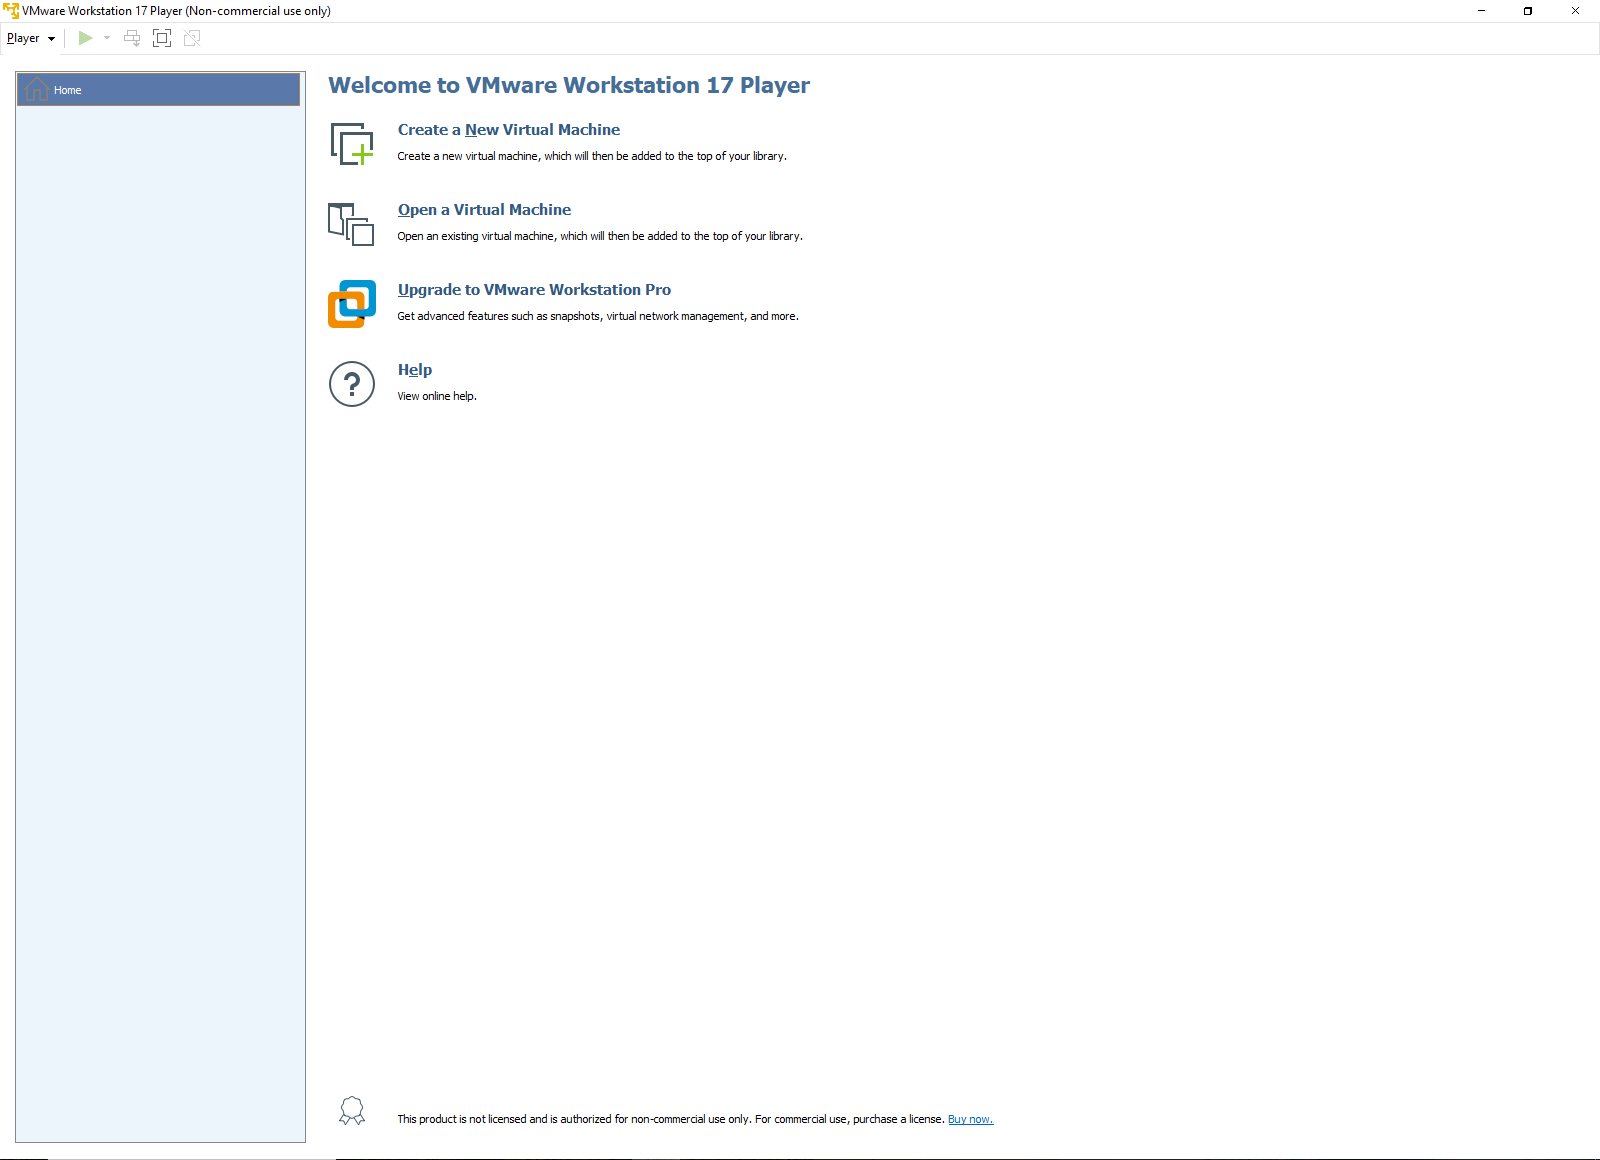 VMware Workstation 17 Player (Non-commercial use only)
Player
Home
Welcome to VMware Workstation 17 Player
Create a New Virtual Machine
Create a new virtual machine, which will then be added to the top of your library.
Open a Virtual Machine
Open an existing virtual machine, which will then be added to the top of your library.
Upgrade to VMware Workstation Pro
Get advanced features such as snapshots, virtual network management, and more.
Help
View online help.
This product is not licensed and is authorized for non-commercial use only. For commercial use, purchase a license. Buy now.